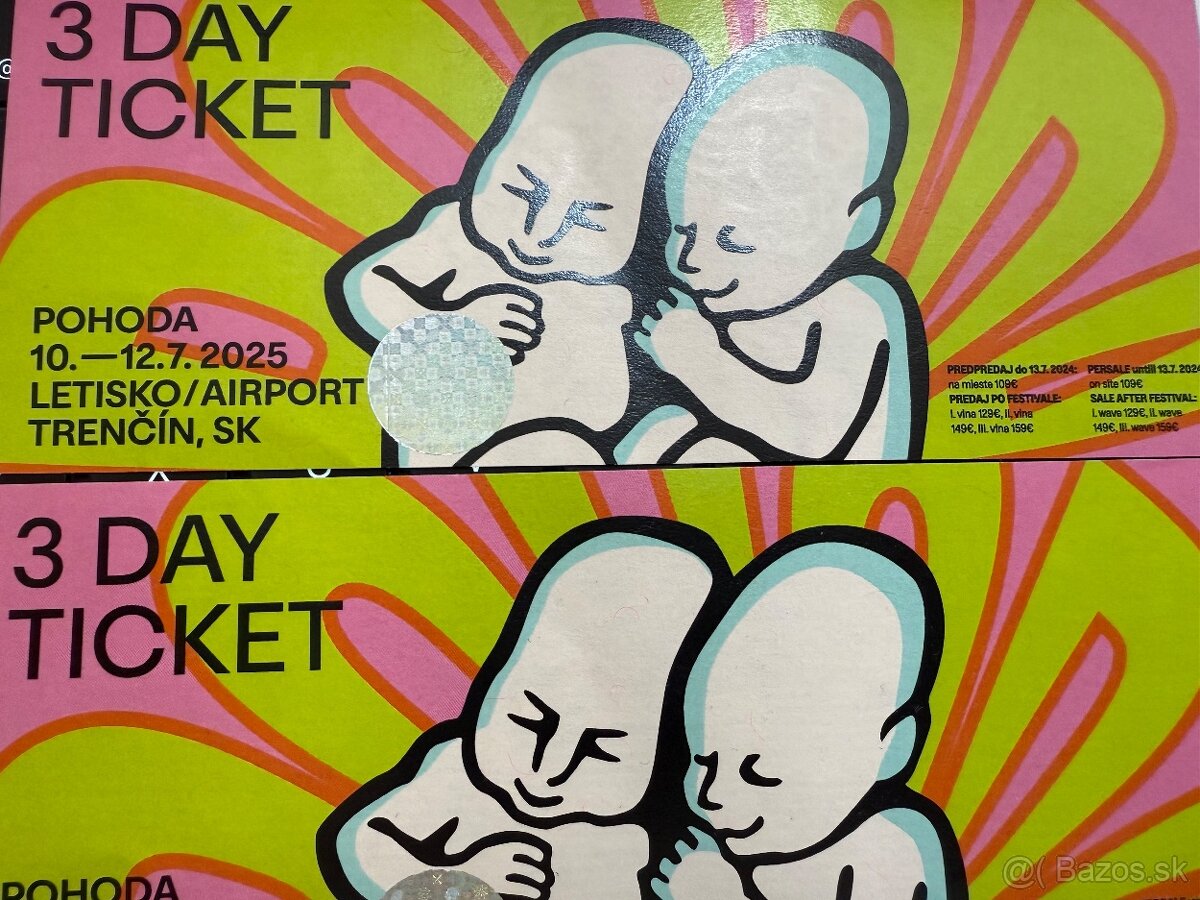 3 DAY
TICKET
POHODA
10.—12.7. 2025
LETISKO/AIRPORT
TRENČÍN, SK
PREDPREDAJ do 13.7. 2024:
na mieste 109€
PREDAJ PO FESTIVALE:
I. vlna 129€, II. vlna
149€, III. vlna 159€
PERSALE untill 13.7. 2024
on site 109€
SALE AFTER FESTIVAL:
I. wave 129€, II. wave
149€, III. wave 159€
3 DAY
TICKET
POHODA
@( Bazos.sk